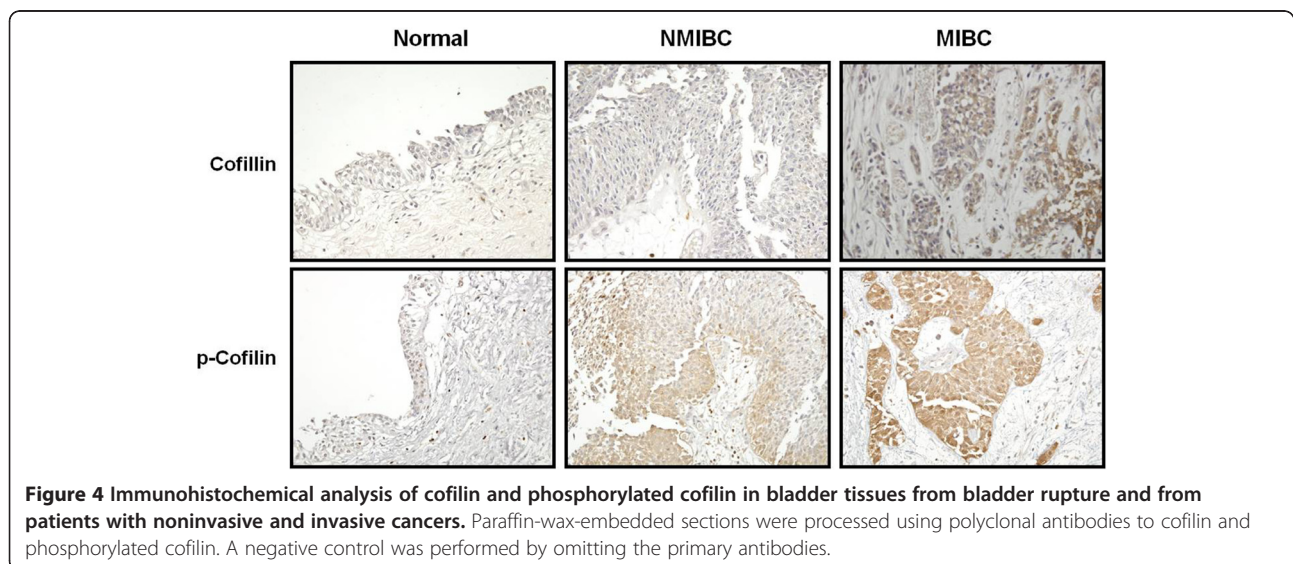 Normal NMIBC MIBC
Cofillin
p-Cofilin
Figure 4 Immunohistochemical analysis of cofilin and phosphorylated cofilin in bladder tissues from bladder rupture and from
patients with noninvasive and invasive cancers. Paraffin-wax-embedded sections were processed using polyclonal antibodies to cofilin and
phosphorylated cofilin. A negative control was performed by omitting the primary antibodies.